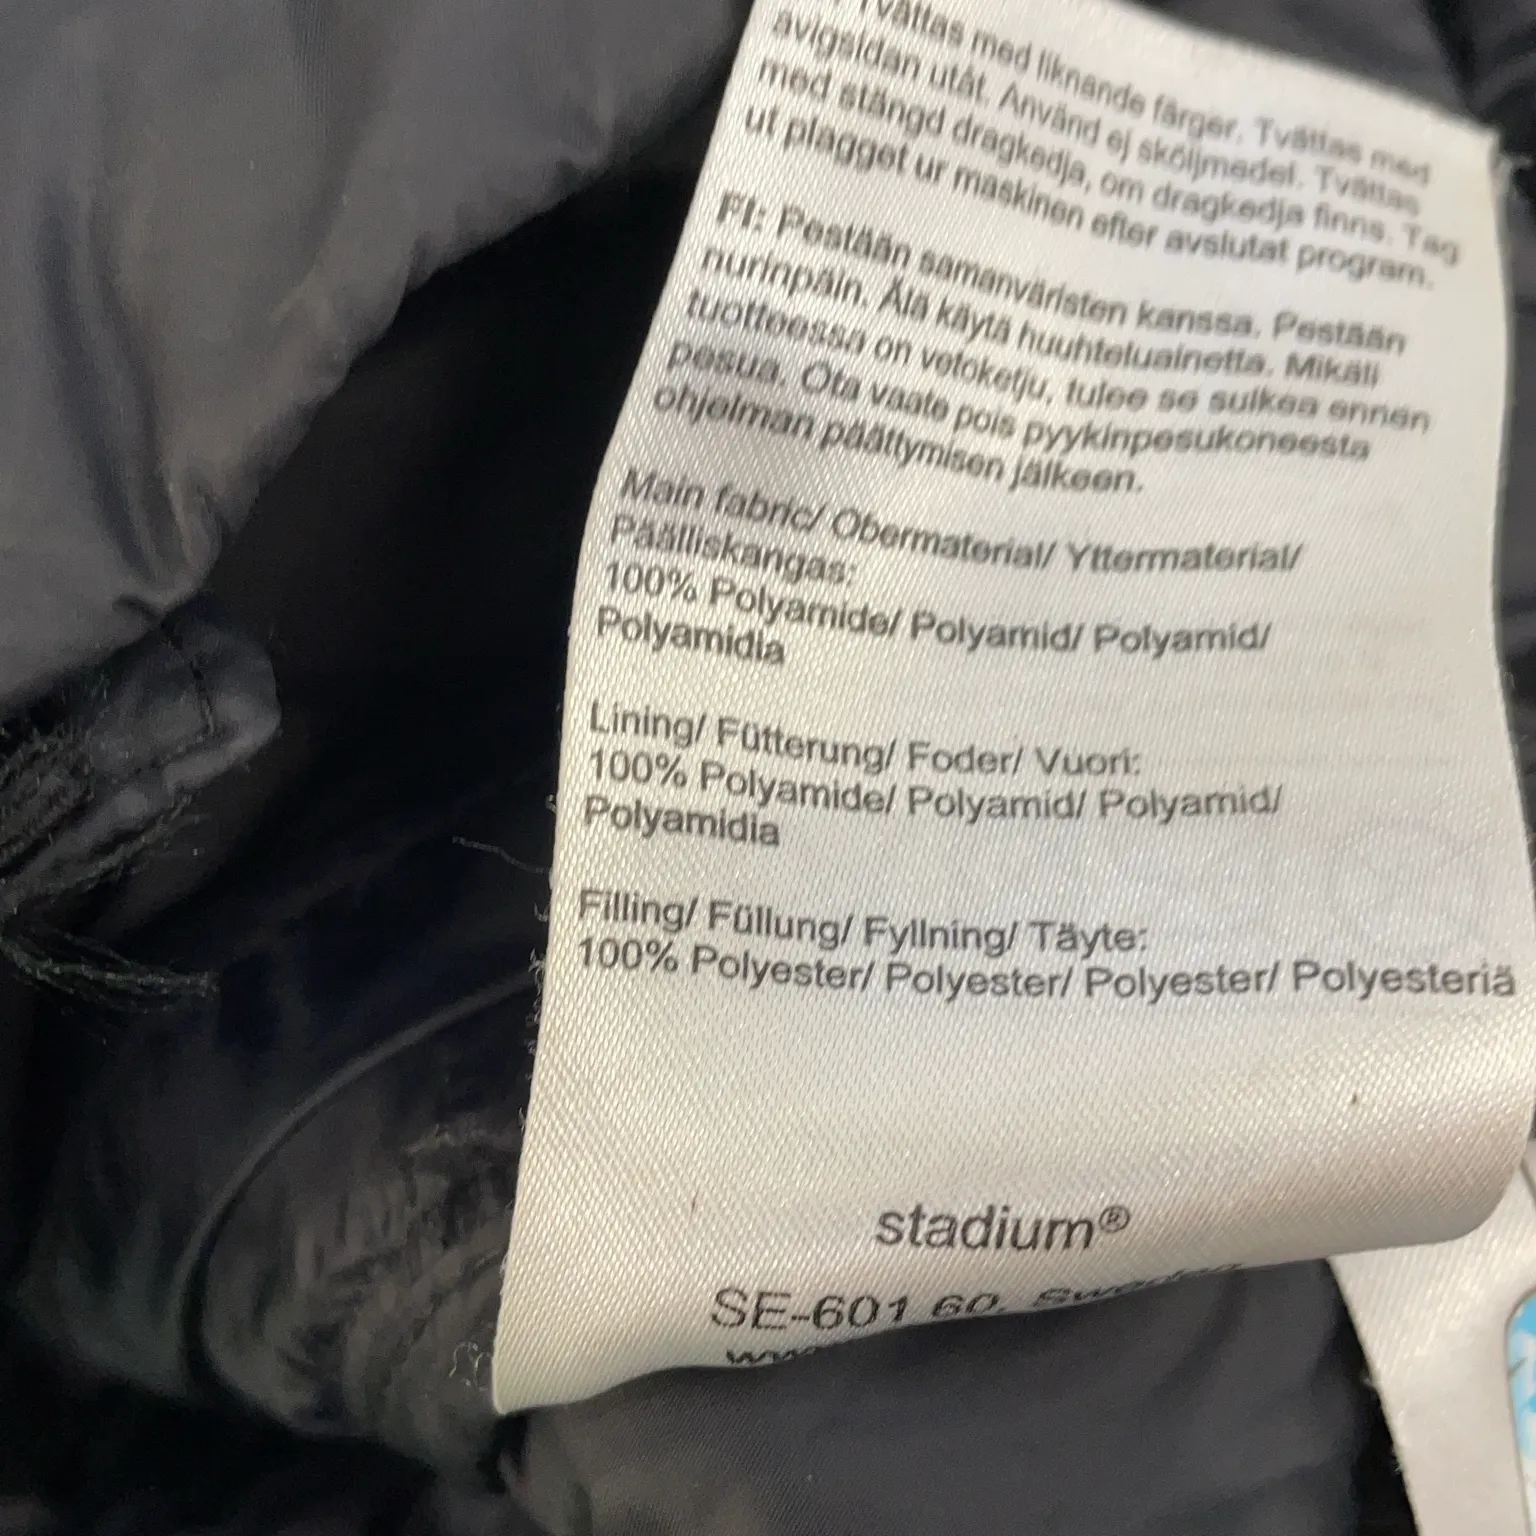 Tvättas med liknande färger. Tvättas med
avigsidan utåt. Använd ej sköljmedel. Tvättas
med stängd dragkedja, om dragkedja finns. Tag
ut plagget ur maskinen efter avslutat program.
FI: Pestään samanväristen kanssa. Pestään
nurinpäin. Älä käytä huuhteluainetta. Mikäli
tuotteessa on vetoketju, tulee se sulkea ennen
pesua. Ota vaate pois pyykinpesukoneesta
ohjelman päättymisen jälkeen.
Main fabric/ Obermaterial/ Yttermaterial/
Päälliskangas:
100% Polyamide/ Polyamid/ Polyamid/
Polyamidia
Lining/ Fütterung/ Foder/ Vuori:
100% Polyamide/ Polyamid/ Polyamid/
Polyamidia
Filling/ Füllung/ Fyllning/ Täyte:
100% Polyester/ Polyester/ Polyester/ Polyesteriä
stadium®
SE-601 60, Sweden